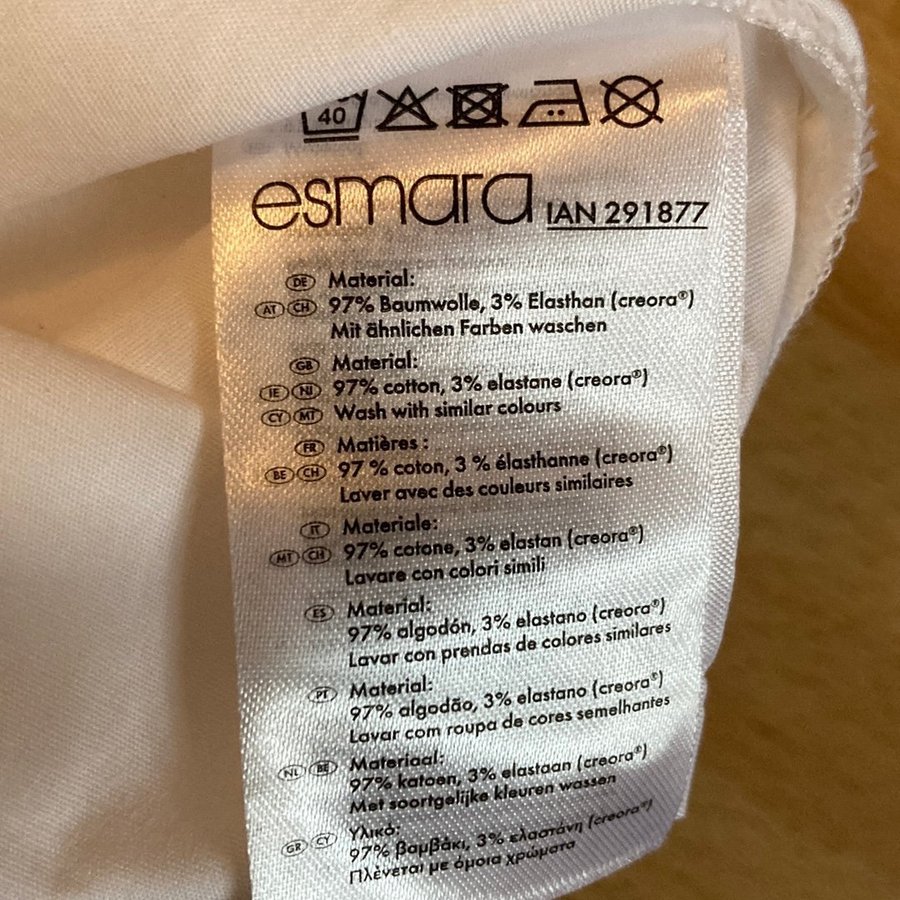 40
esmara IAN 291877
DE Material:
AT CH 97% Baumwolle, 3% Elasthan (creora®)
Mit ähnlichen Farben waschen
GB Material:
IE NI 97% cotton, 3% elastane (creora®)
CY MT Wash with similar colours
FR Matières :
BE CH 97 % coton, 3 % élasthanne (creora®)
Laver avec des couleurs similaires
IT Materiale:
MT CH 97% cotone, 3% elastan (creora®)
Lavare con colori simili
ES Material:
97% algodón, 3% elastano (creora®)
Lavar con prendas de colores similares
PT Material:
97% algodão, 3% elastano (creora®)
Lavar com roupa de cores semelhantes
NL BE Materiaal:
97% katoen, 3% elastaan (creora®)
Met soortgelijke kleuren wassen
GR CY Υλικό:
97% βαμβάκι, 3% ελαστάνη (creora®)
Πλένεται με όμοια χρώματα